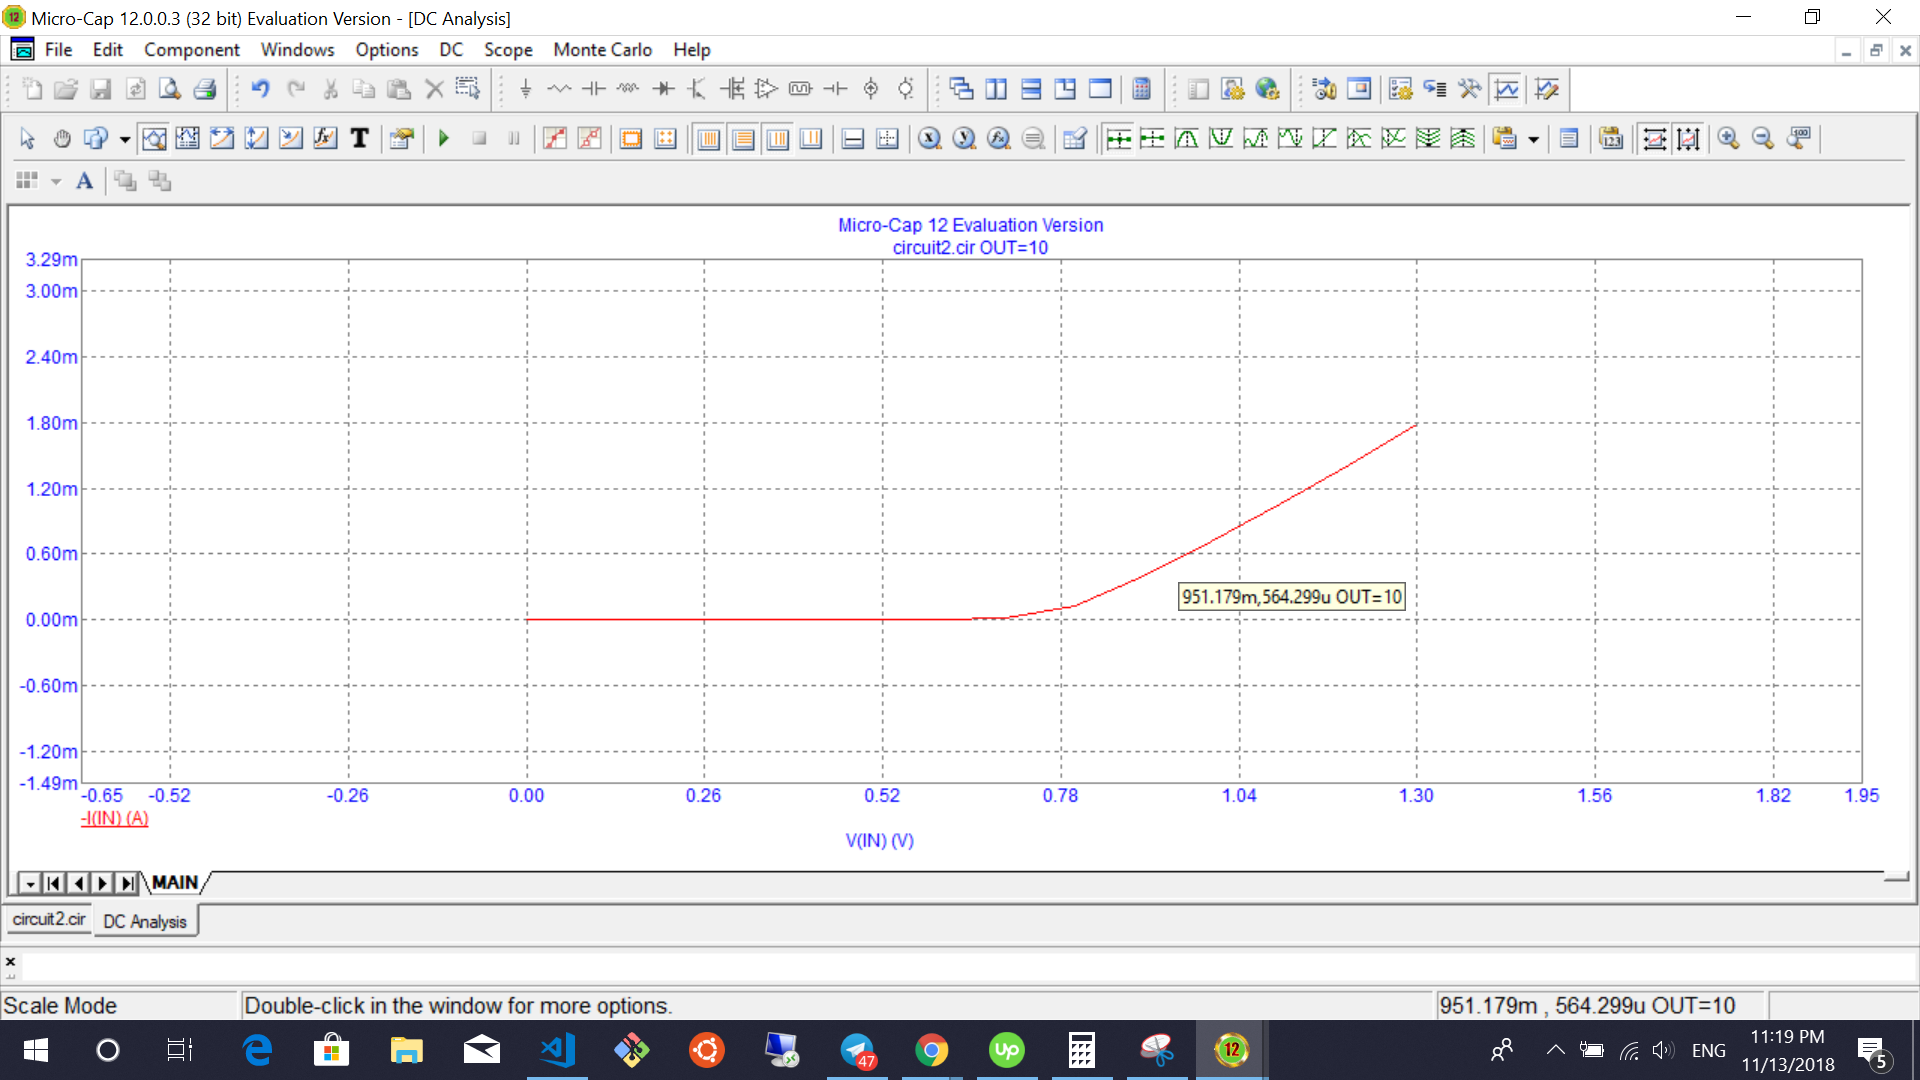 Micro-Cap 12.0.0.3 (32 bit) Evaluation Version - [DC Analysis]
File Edit Component Windows Options DC Scope Monte Carlo Help
T
A
Micro-Cap 12 Evaluation Version
circuit2.cir OUT=10
3.29m
3.00m
2.40m
1.80m
1.20m
0.60m
951.179m,564.299u OUT=10
0.00m
-0.60m
-1.20m
-1.49m
-0.65 -0.52 -0.26 0.00 0.26 0.52 0.78 1.04 1.30 1.56 1.82 1.95
-I(IN) (A)
V(IN) (V)
MAIN
circuit2.cir DC Analysis
Scale Mode Double-click in the window for more options. 951.179m , 564.299u OUT=10
47 Up 12 ENG 11:19 PM
11/13/2018 5